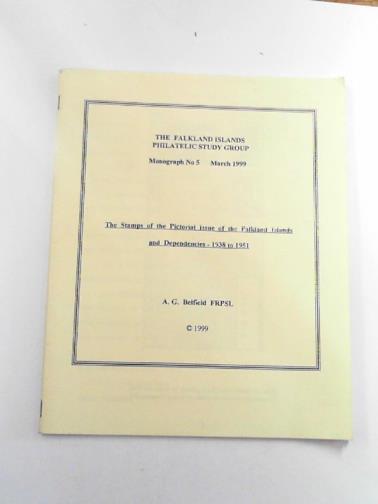 THE FALKLAND ISLANDS
PHILATELIC STUDY GROUP
Monograph No 5 March 1999
The Stamps of the Pictorial issue of the Falkland Islands
and Dependencies - 1938 to 1951
A. G. Belfield FRPSL
© 1999